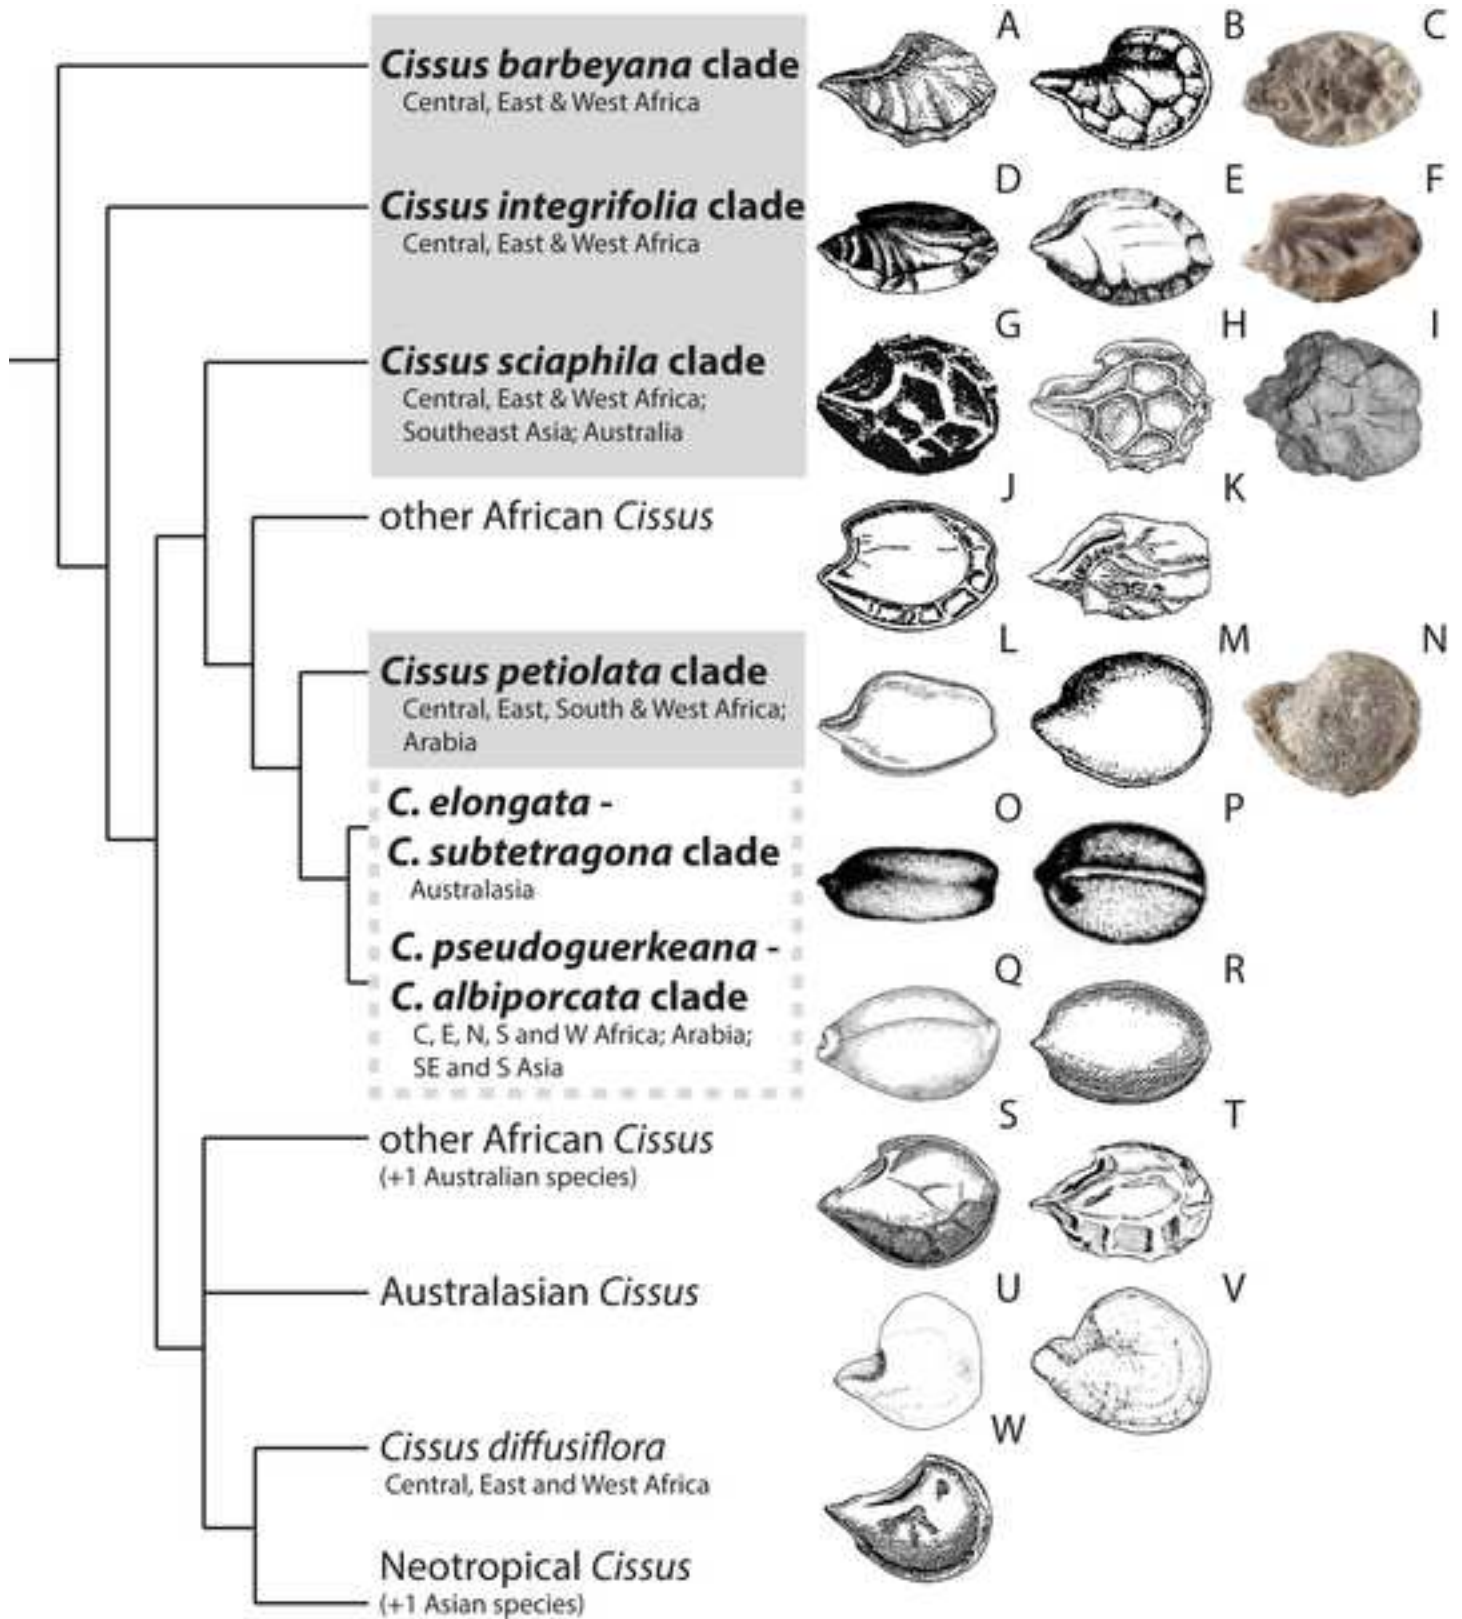 A B C
Cissus barbeyana clade
Central, East & West Africa
D E F
Cissus integrifolia clade
Central, East & West Africa
G H I
Cissus sciaphila clade
Central, East & West Africa;
Southeast Asia; Australia
J K
other African Cissus
L M N
Cissus petiolata clade
Central, East, South & West Africa;
Arabia
C. elongata -
O P
C. subtetragona clade
Australasia
C. pseudoguerkeana -
Q R
C. albiporcata clade
C, E, N, S and W Africa; Arabia;
SE and S Asia
S T
other African Cissus
(+1 Australian species)
U V
Australasian Cissus
W
Cissus diffusiflora
Central, East and West Africa
Neotropical Cissus
(+1 Asian species)